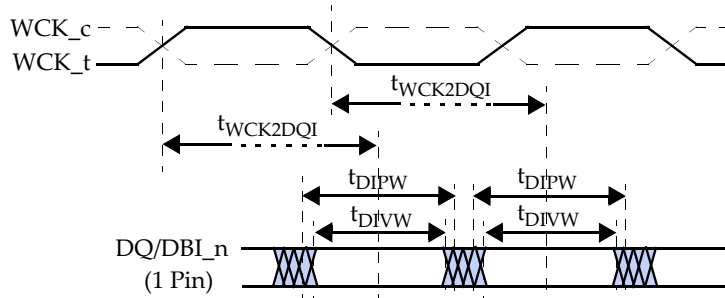 WCK_c
WCK_t
tWCK2DQI
tWCK2DQI
tDIPW
tDIPW
tDIVW
tDIVW
DQ/DBI_n
(1 Pin)